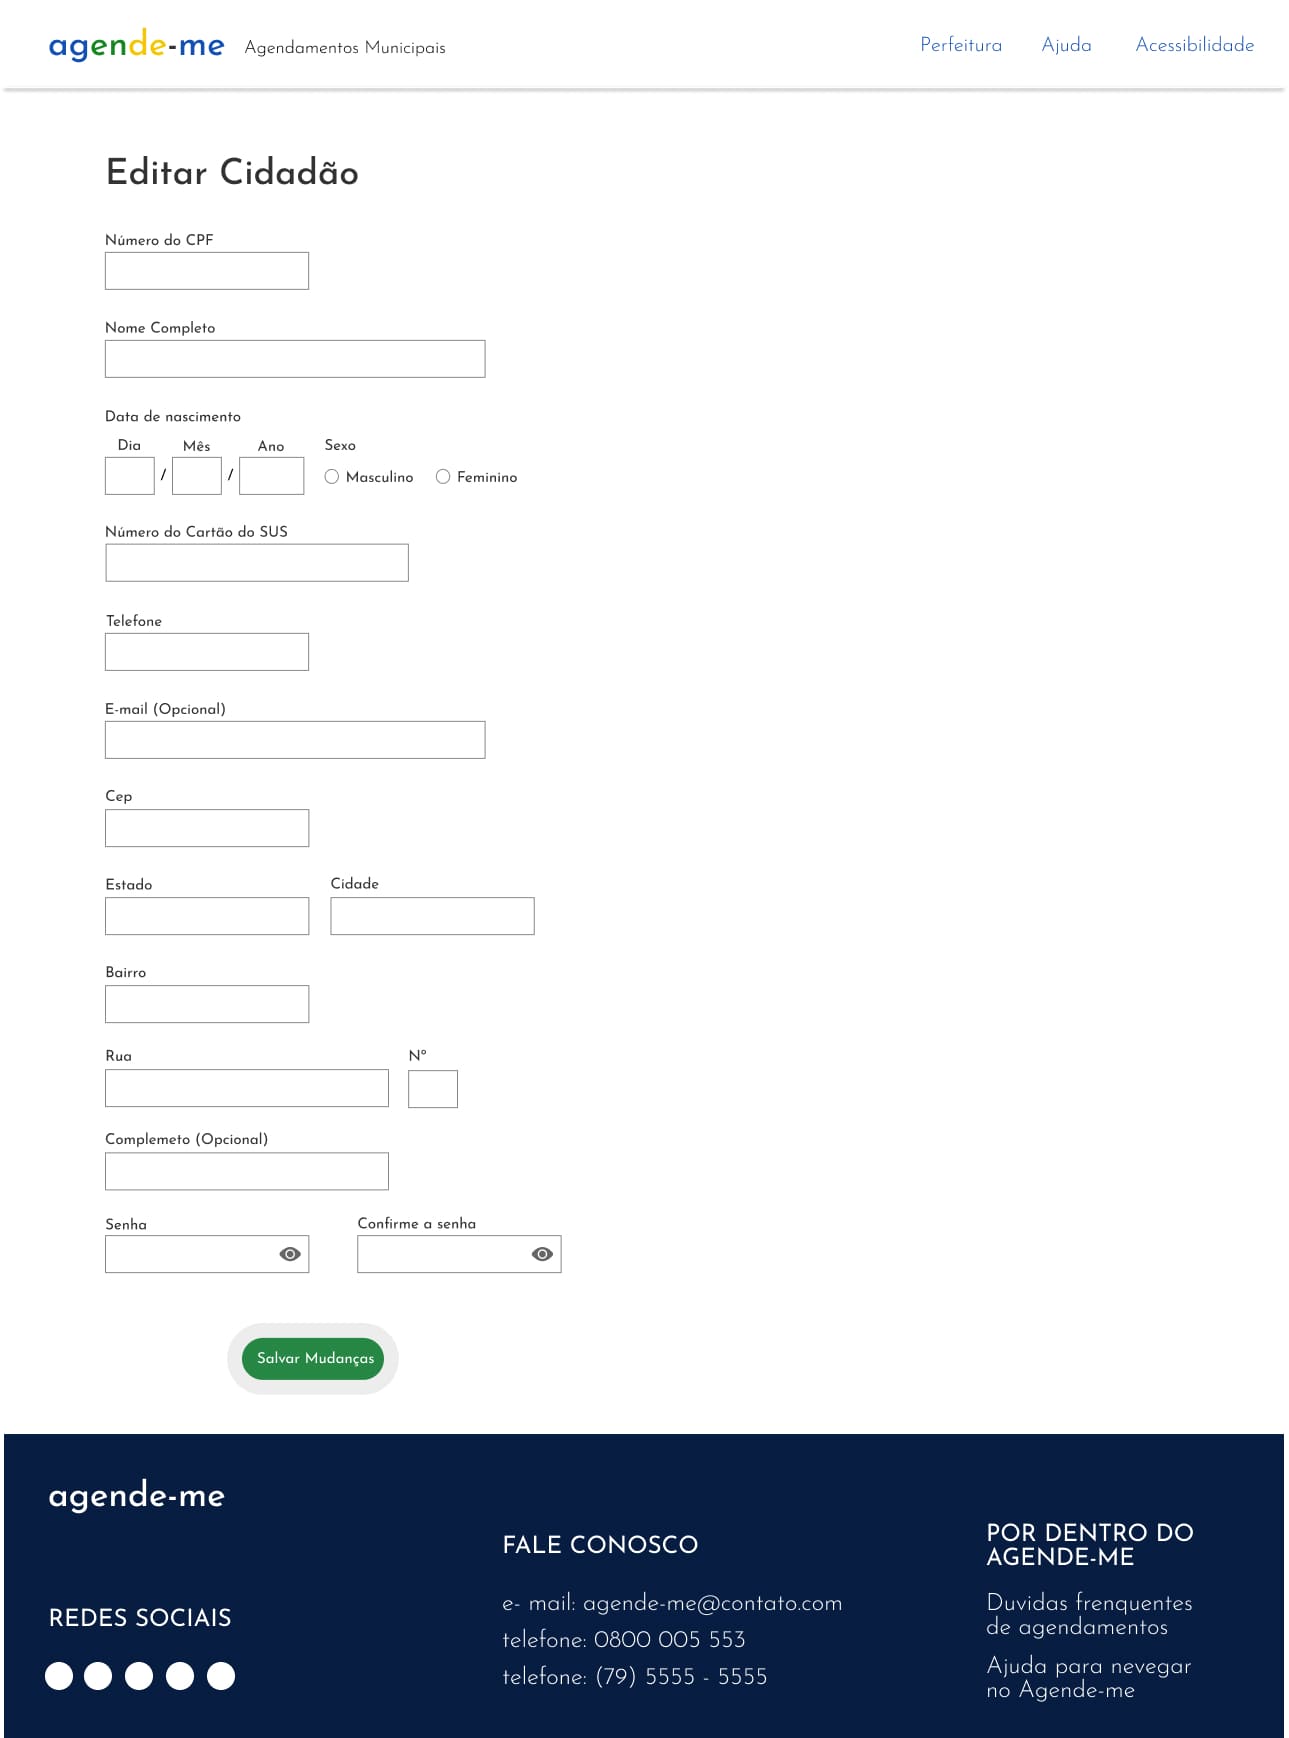 agende-me Agendamentos Municipais Perfeitura Ajuda Acessibilidade
Editar Cidadão
Número do CPF
Nome Completo
Data de nascimento
Dia Mês Ano Sexo
/ / Masculino Feminino
Número do Cartão do SUS
Telefone
E-mail (Opcional)
Cep
Estado Cidade
Bairro
Rua Nº
Complemeto (Opcional)
Senha Confirme a senha
Salvar Mudanças
agende-me
REDES SOCIAIS
FALE CONOSCO
e- mail: agende-me@contato.com
telefone: 0800 005 553
telefone: (79) 5555 - 5555
POR DENTRO DO
AGENDE-ME
Duvidas frenquentes
de agendamentos
Ajuda para nevegar
no Agende-me